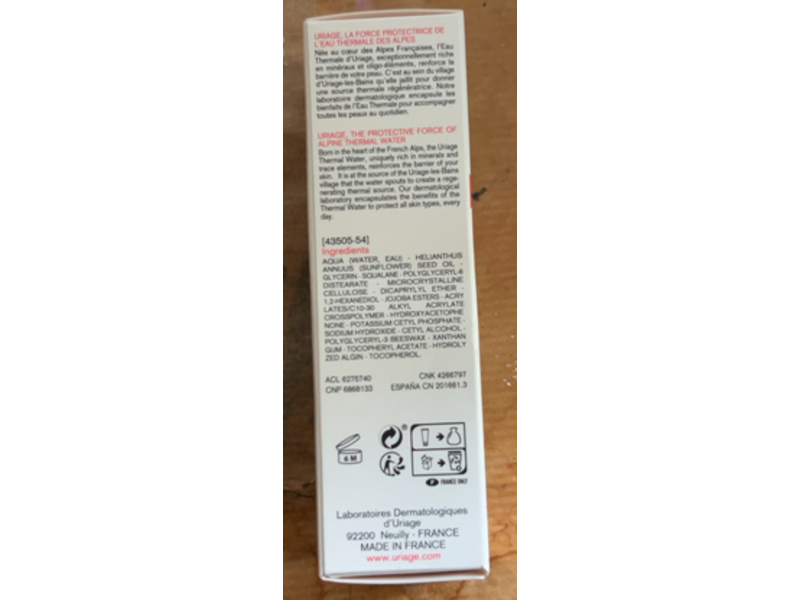 URIAGE, LA FORCE PROTECTRICE DE
L'EAU THERMALE DES ALPES
Née au cœur des Alpes Françaises, l'Eau
Thermale d'Uriage, exceptionnellement riche
en minéraux et oligo-éléments, renforce la
barrière de votre peau. C'est au sein du village
d'Uriage-les-Bains qu'elle jaillit pour donner
une source thermale régénératrice. Notre
laboratoire dermatologique encapsule les
bienfaits de l'Eau Thermale pour accompagner
toutes les peaux au quotidien.
URIAGE, THE PROTECTIVE FORCE OF
ALPINE THERMAL WATER
Born in the heart of the French Alps, the Uriage
Thermal Water, uniquely rich in minerals and
trace elements, reinforces the barrier of your
skin. It is at the source of the Uriage-les-Bains
village that the water spouts to create a rege-
nerating thermal source. Our dermatological
laboratory encapsulates the benefits of the
Thermal Water to protect all skin types, every
day.
[43505-54]
Ingredients
AQUA (WATER, EAU) - HELIANTHUS
ANNUUS (SUNFLOWER) SEED OIL -
GLYCERIN - SQUALANE - POLYGLYCERYL-6
DISTEARATE - MICROCRYSTALLINE
CELLULOSE - DICAPRYLYL ETHER -
1,2-HEXANEDIOL - JOJOBA ESTERS - ACRY
LATES/C10-30 ALKYL ACRYLATE
CROSSPOLYMER - HYDROXYACETOPHE
NONE - POTASSIUM CETYL PHOSPHATE -
SODIUM HYDROXIDE - CETYL ALCOHOL -
POLYGLYCERYL-3 BEESWAX - XANTHAN
GUM - TOCOPHERYL ACETATE - HYDROLY
ZED ALGIN - TOCOPHEROL.
ACL 6275740 CNK 4266797
CNP 6868133 ESPAÑA CN 201661.3
6 M
FRANCE ONLY
Laboratoires Dermatologiques
d'Uriage
92200 Neuilly - FRANCE
MADE IN FRANCE
www.uriage.com